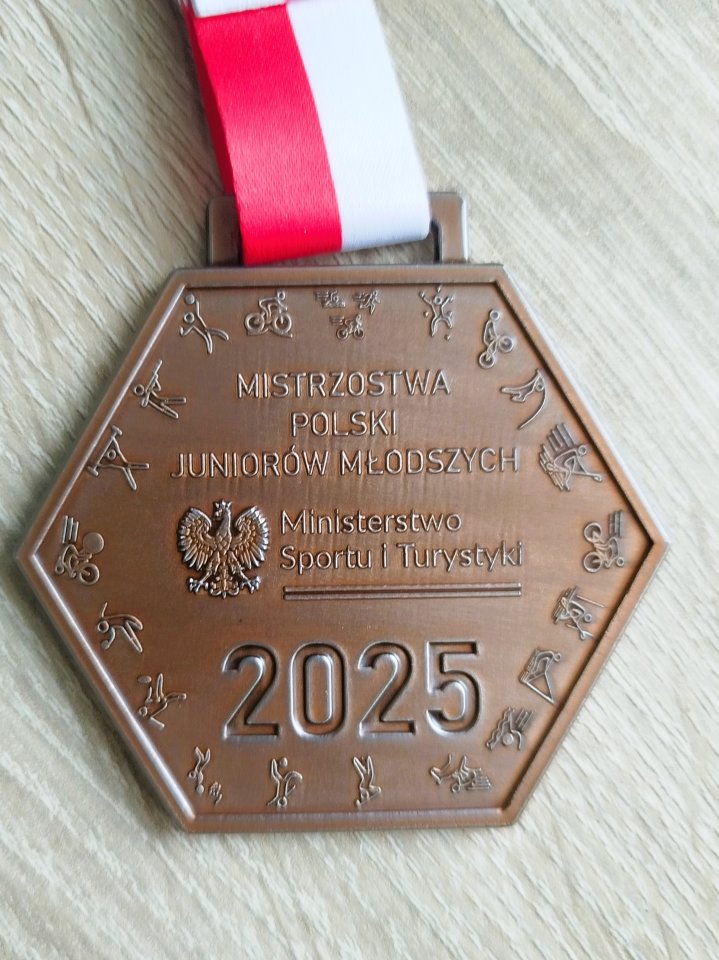 MISTRZOSTWA
POLSKI
JUNIORÓW MŁODSZYCH
Ministerstwo
Sportu i Turystyki
2025